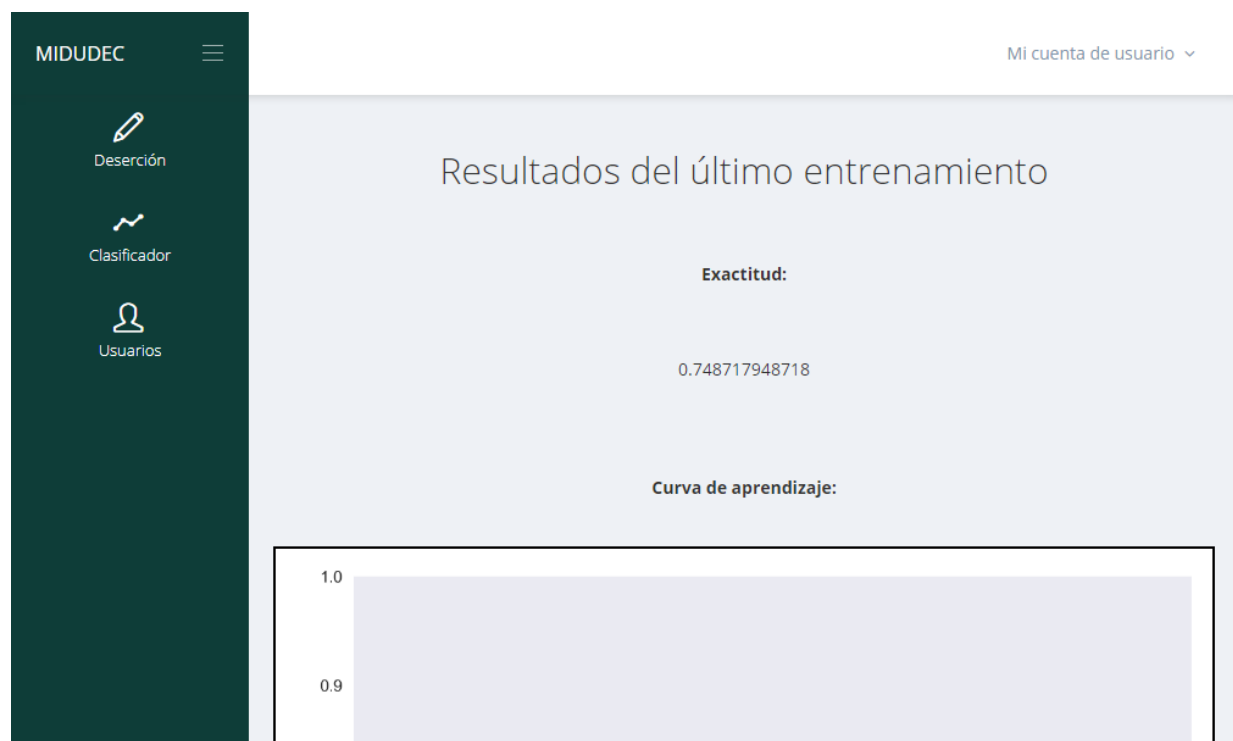 MIDUDEC
Mi cuenta de usuario
Deserción
Clasificador
Usuarios
Resultados del último entrenamiento
Exactitud:
0.748717948718
Curva de aprendizaje:
1.0
0.9